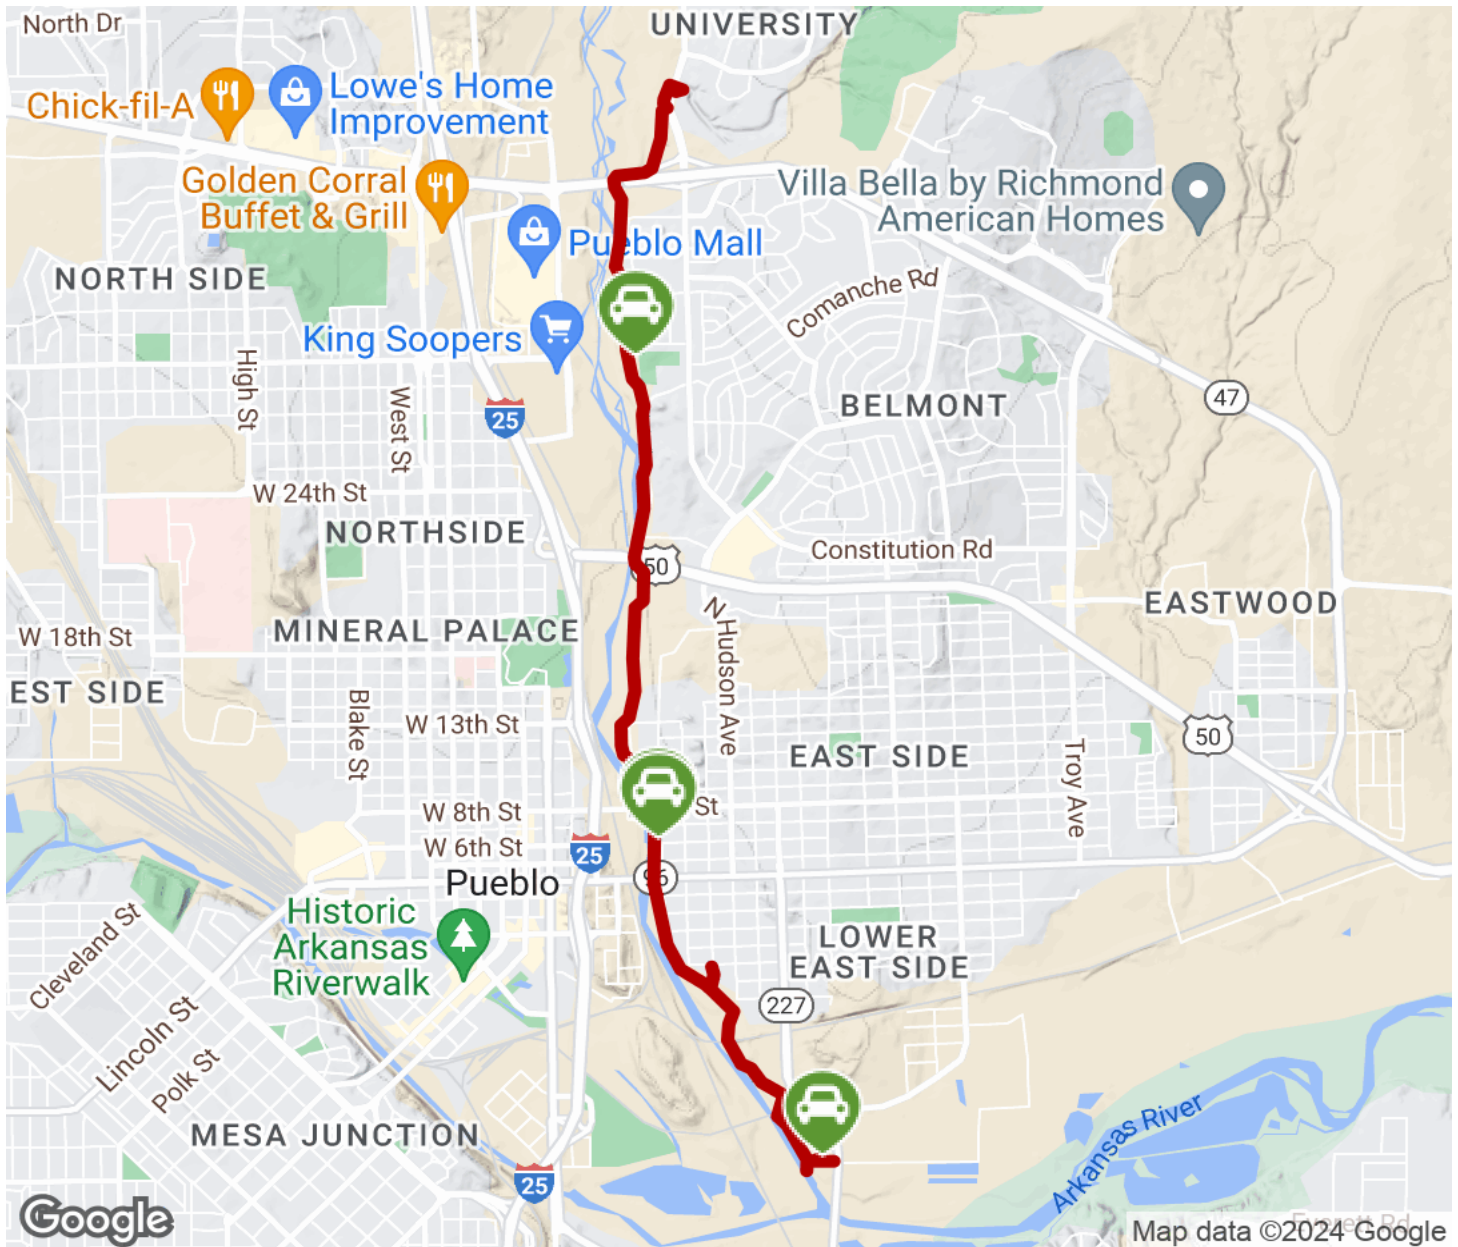 North Dr
UNIVERSITY
Chick-fil-A
Lowe's Home
Improvement
Golden Corral
Buffet & Grill
Pueblo Mall
Villa Bella by Richmond
American Homes
NORTH SIDE
Comanche Rd
King Soopers
High St
West St
25
47
BELMONT
W 24th St
NORTHSIDE
Constitution Rd
50
EASTWOOD
N Hudson Ave
W 18th St
MINERAL PALACE
EST SIDE
Blake St
W 13th St
EAST SIDE
Troy Ave
50
W 8th St
St
W 6th St
25
Pueblo
96
Historic
Arkansas
Riverwalk
Cleveland St
LOWER
EAST SIDE
227
Lincoln St
Polk St
MESA JUNCTION
Arkansas River
25
Google
Everett Rd
Map data ©2024 Google